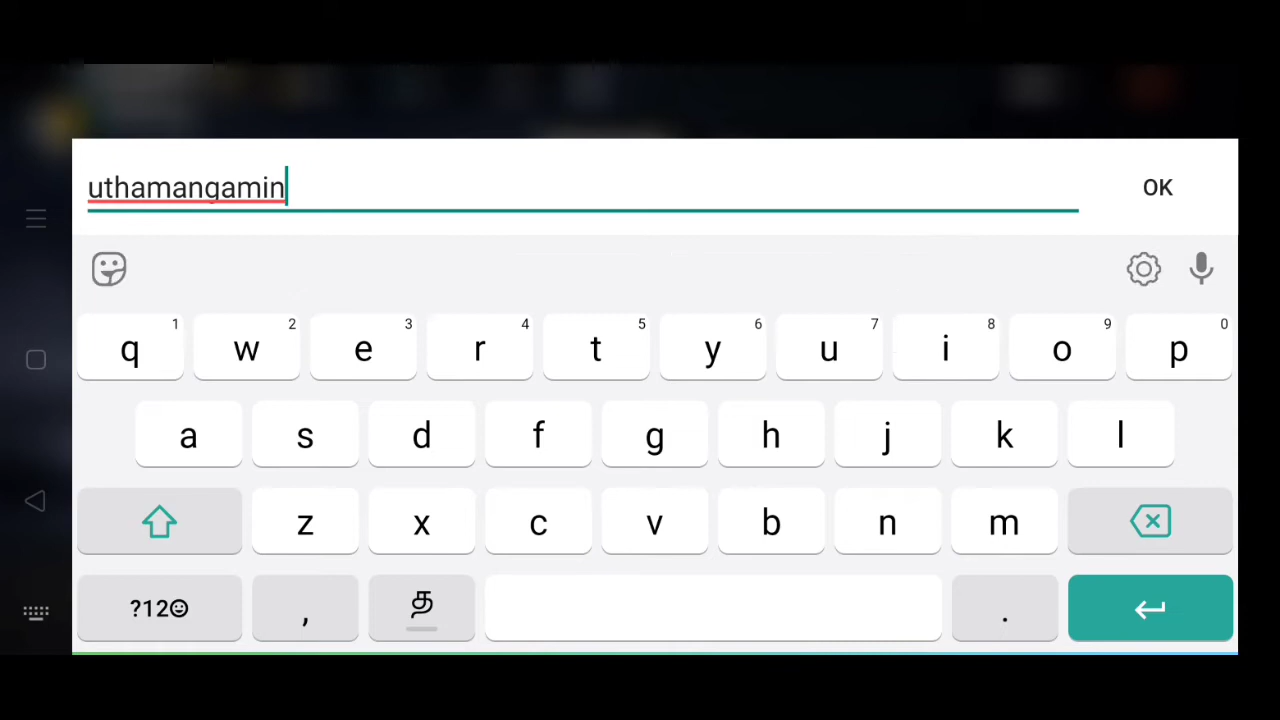 uthamangamin
OK
q 1 w 2 e 3 r 4 t 5 y 6 u 7 i 8 o 9 p 0
a s d f g h j k l
z x c v b n m
?12☺ , த .